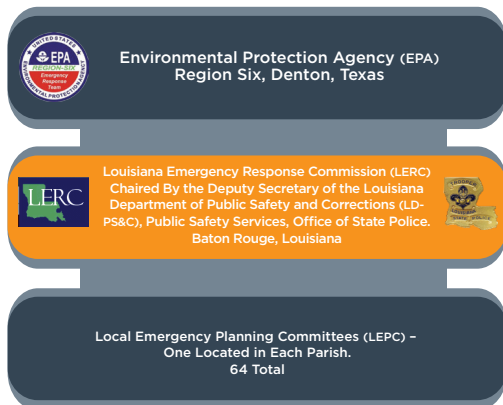 UNITED STATES
EPA
REGION-SIX
Emergency
Response
Team
ENVIRONMENTAL PROTECTION AGENCY
Environmental Protection Agency (EPA)
Region Six, Denton, Texas
LERC
Louisiana Emergency Response Commission (LERC)
Chaired By the Deputy Secretary of the Louisiana
Department of Public Safety and Corrections (LD-
PS&C), Public Safety Services, Office of State Police.
Baton Rouge, Louisiana
TROOPER
Local Emergency Planning Committees (LEPC) –
One Located in Each Parish.
64 Total